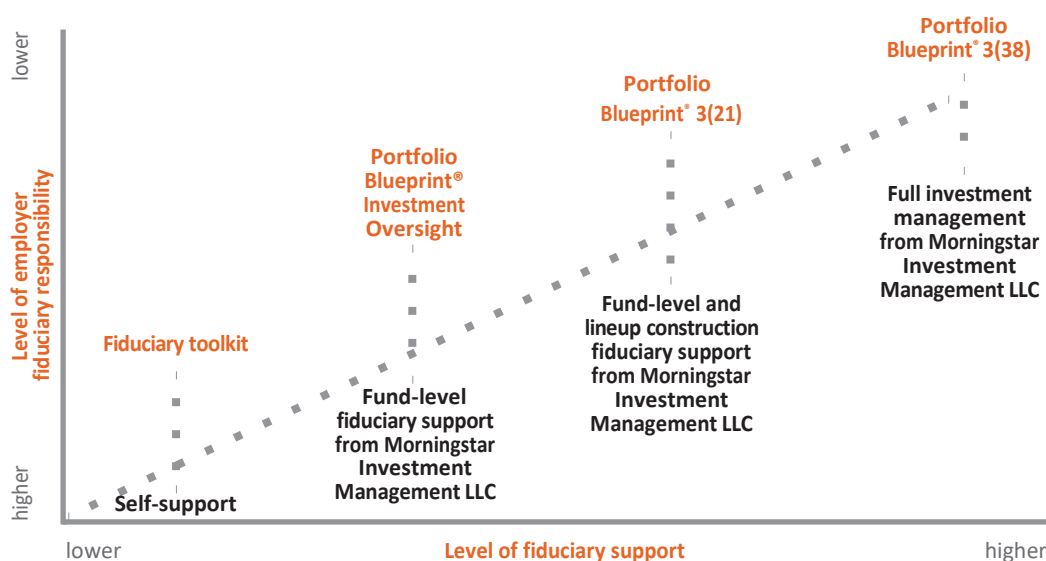 lower
Level of employer
fiduciary responsibility
higher
Fiduciary toolkit
Self-support
Portfolio
Blueprint®
Investment
Oversight
Fund-level
fiduciary support
from Morningstar
Investment
Management LLC
Portfolio
Blueprint® 3(21)
Fund-level and
lineup construction
fiduciary support
from Morningstar
Investment
Management LLC
Portfolio
Blueprint® 3(38)
Full investment
management
from Morningstar
Investment
Management LLC
lower
Level of fiduciary support
higher